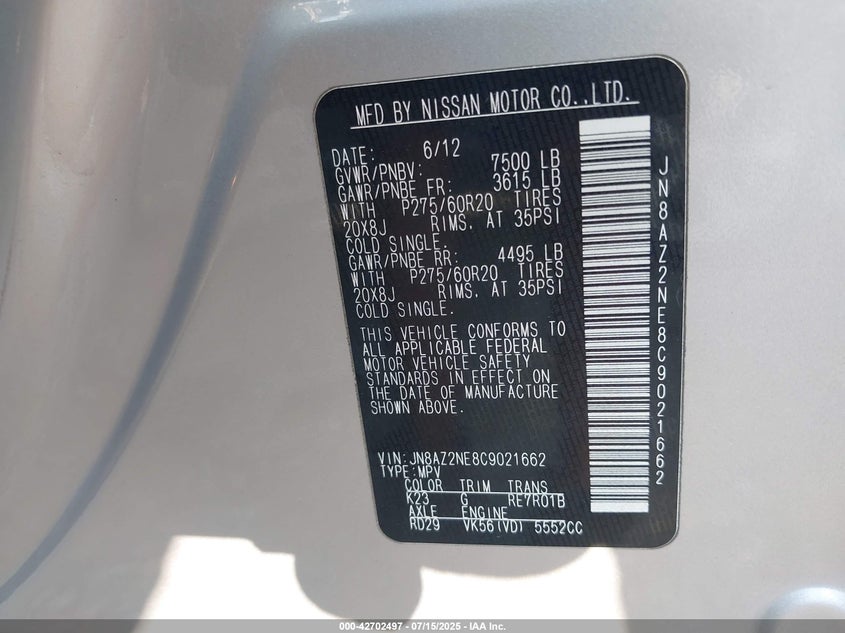 MFD BY NISSAN MOTOR CO.,LTD.
DATE: 6/12
GVWR/PNBV: 7500 LB
GAWR/PNBE FR: 3615 LB
WITH P275/60R20 TIRES
20X8J RIMS. AT 35PSI
COLD SINGLE.
GAWR/PNBE RR: 4495 LB
WITH P275/60R20 TIRES
20X8J RIMS. AT 35PSI
COLD SINGLE.
THIS VEHICLE CONFORMS TO
ALL APPLICABLE FEDERAL
MOTOR VEHICLE SAFETY
STANDARDS IN EFFECT ON
THE DATE OF MANUFACTURE
SHOWN ABOVE.
VIN:JN8AZ2NE8C9021662
TYPE:MPV
COLOR TRIM TRANS
K23 G RE7R01B
AXLE ENGINE
RD29 VK56(VD) 5552CC
JN8AZ2NE8C9021662
000-42702497 - 07/15/2025 - IAA Inc.